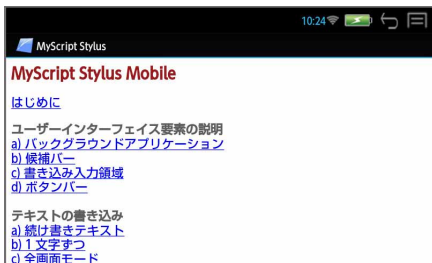 10:24
MyScript Stylus
MyScript Stylus Mobile
はじめに
ユーザーインターフェイス要素の説明
a) バックグラウンドアプリケーション
b) 候補バー
c) 書き込み入力領域
d) ボタンバー
テキストの書き込み
a) 続け書きテキスト
b) 1 文字ずつ
c) 全画面モード